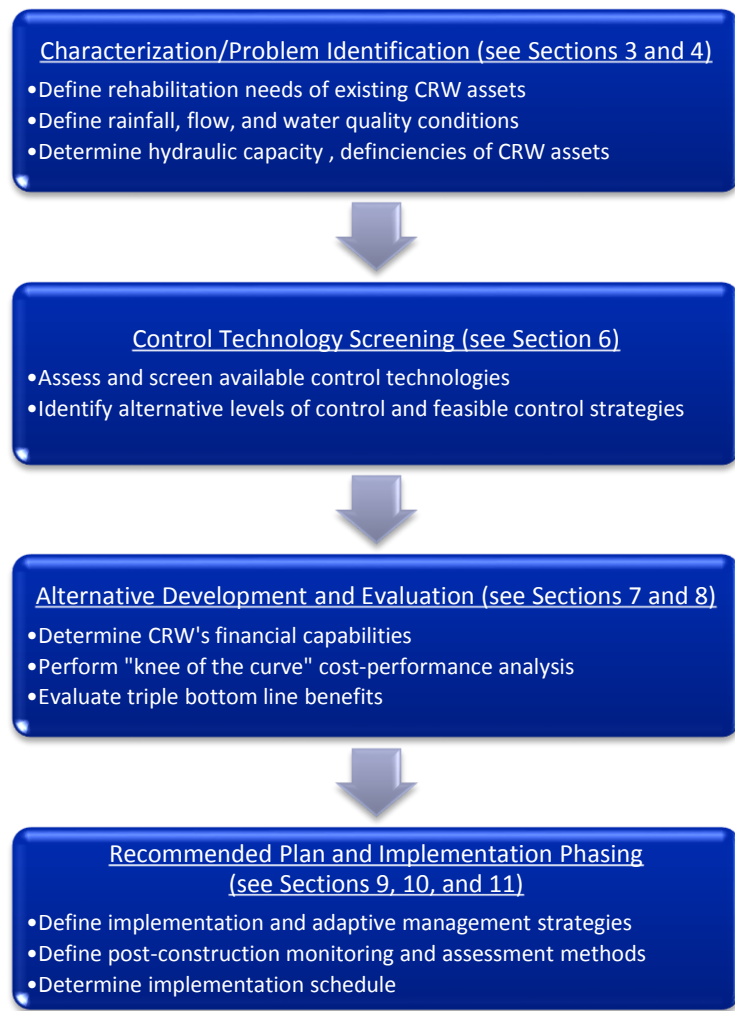 Characterization/Problem Identification (see Sections 3 and 4)
•Define rehabilitation needs of existing CRW assets
•Define rainfall, flow, and water quality conditions
•Determine hydraulic capacity , definciencies of CRW assets
Control Technology Screening (see Section 6)
•Assess and screen available control technologies
•Identify alternative levels of control and feasible control strategies
Alternative Development and Evaluation (see Sections 7 and 8)
•Determine CRW's financial capabilities
•Perform "knee of the curve" cost-performance analysis
•Evaluate triple bottom line benefits
Recommended Plan and Implementation Phasing
(see Sections 9, 10, and 11)
•Define implementation and adaptive management strategies
•Define post-construction monitoring and assessment methods
•Determine implementation schedule